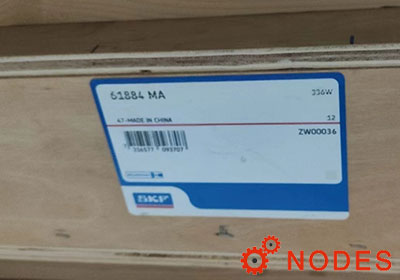 61884 MA
336W
47-MADE IN CHINA
12
ZW00036
SKF
NODES